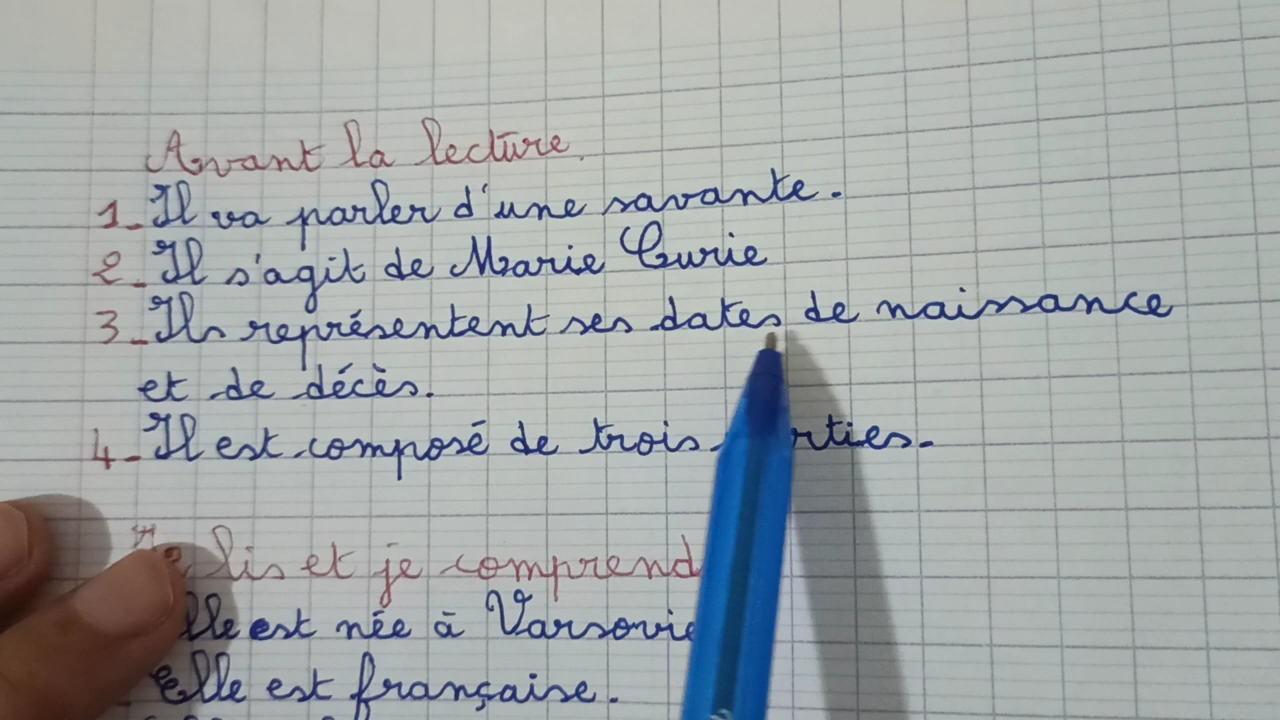 Avant la lecture.
1_ Il va parler d'une savante.
2_ Il s'agit de Marie Curie
3_ Ils représentent ses dates de naissance
et de décès.
4_ Il est composé de trois
lis et je comprend
est née à Varsovie
elle est française.